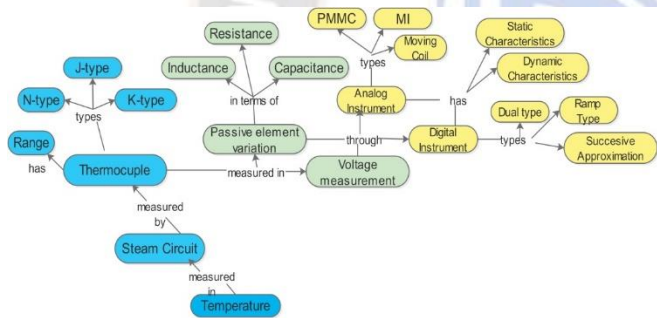 PMMC
MI
Static
Characteristics
Resistance
Moving
Coil
J-type
Inductance
Capacitance
types
Dynamic
Characteristics
N-type
K-type
in terms of
Analog
Instrument
has
Dual type
Ramp
Type
types
Range
Passive element
variation
through
Digital
Instrument
types
Succesive
Approximation
has
Thermocuple
measured in
Voltage
measurement
measured
by
Steam Circuit
measured
in
Temperature